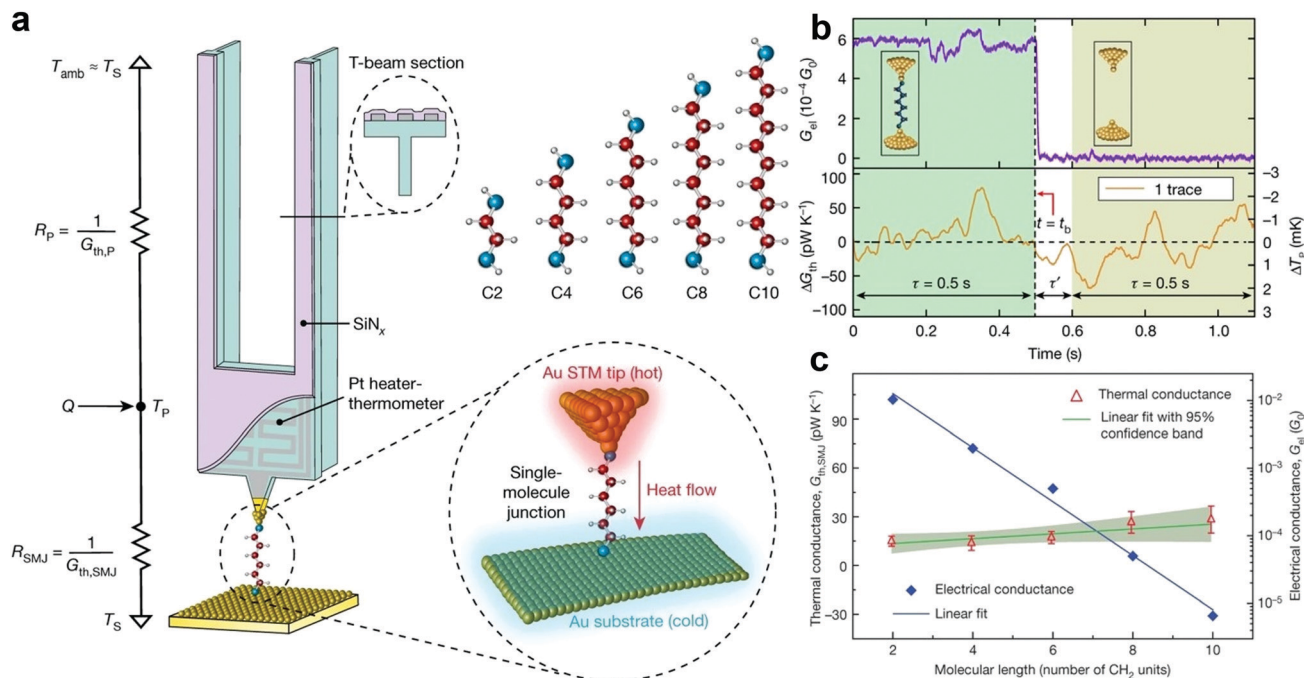 a
T_amb ≈ T_S
R_P = 1 / G_th,P
Q
T_P
R_SMJ = 1 / G_th,SMJ
T_S
T-beam section
SiN_x
Pt heater-
thermometer
C2
C4
C6
C8
C10
Au STM tip (hot)
Single-
molecule
junction
Heat flow
Au substrate (cold)
b
G_el (10⁻⁴ G_0)
6
4
2
0
ΔG_th (pW K⁻¹)
100
50
0
−50
−100
1 trace
t = t_b
τ = 0.5 s
τ′
τ = 0.5 s
−3
−2
−1
0
1
2
3
ΔT_p (mK)
0
0.2
0.4
0.6
0.8
1.0
Time (s)
c
Thermal conductance, G_th,SMJ (pW K⁻¹)
90
60
30
15
0
−30
Thermal conductance
Linear fit with 95%
confidence band
Electrical conductance
Linear fit
10⁻²
10⁻³
10⁻⁴
10⁻⁵
Electrical conductance, G_el (G_0)
2
4
6
8
10
Molecular length (number of CH₂ units)